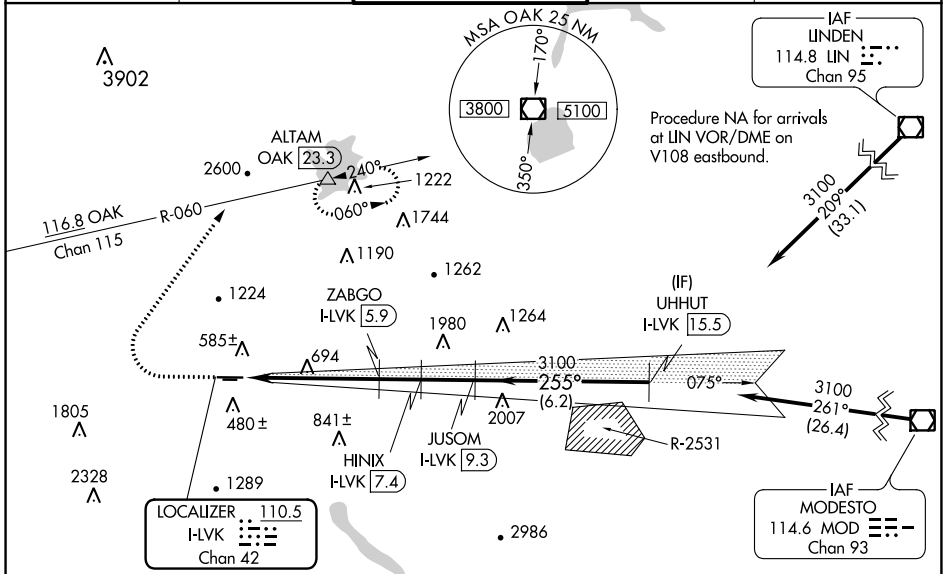 3902
MSA OAK 25 NM
170°
3800
5100
350°
IAF
LINDEN
114.8 LIN
Chan 95
Procedure NA for arrivals
at LIN VOR/DME on
V108 eastbound.
3100
209°
(33.1)
ALTAM
OAK 23.3
2600
240°
060°
1222
1744
116.8 OAK
R-060
Chan 115
1190
1262
1224
ZABGO
I-LVK 5.9
1980
1264
(IF)
UHHUT
I-LVK 15.5
585±
694
3100
255°
(6.2)
075°
3100
261°
(26.4)
1805
480 ±
841±
2007
R-2531
HINIX
I-LVK 7.4
JUSOM
I-LVK 9.3
2328
1289
LOCALIZER 110.5
I-LVK
Chan 42
2986
IAF
MODESTO
114.6 MOD
Chan 93